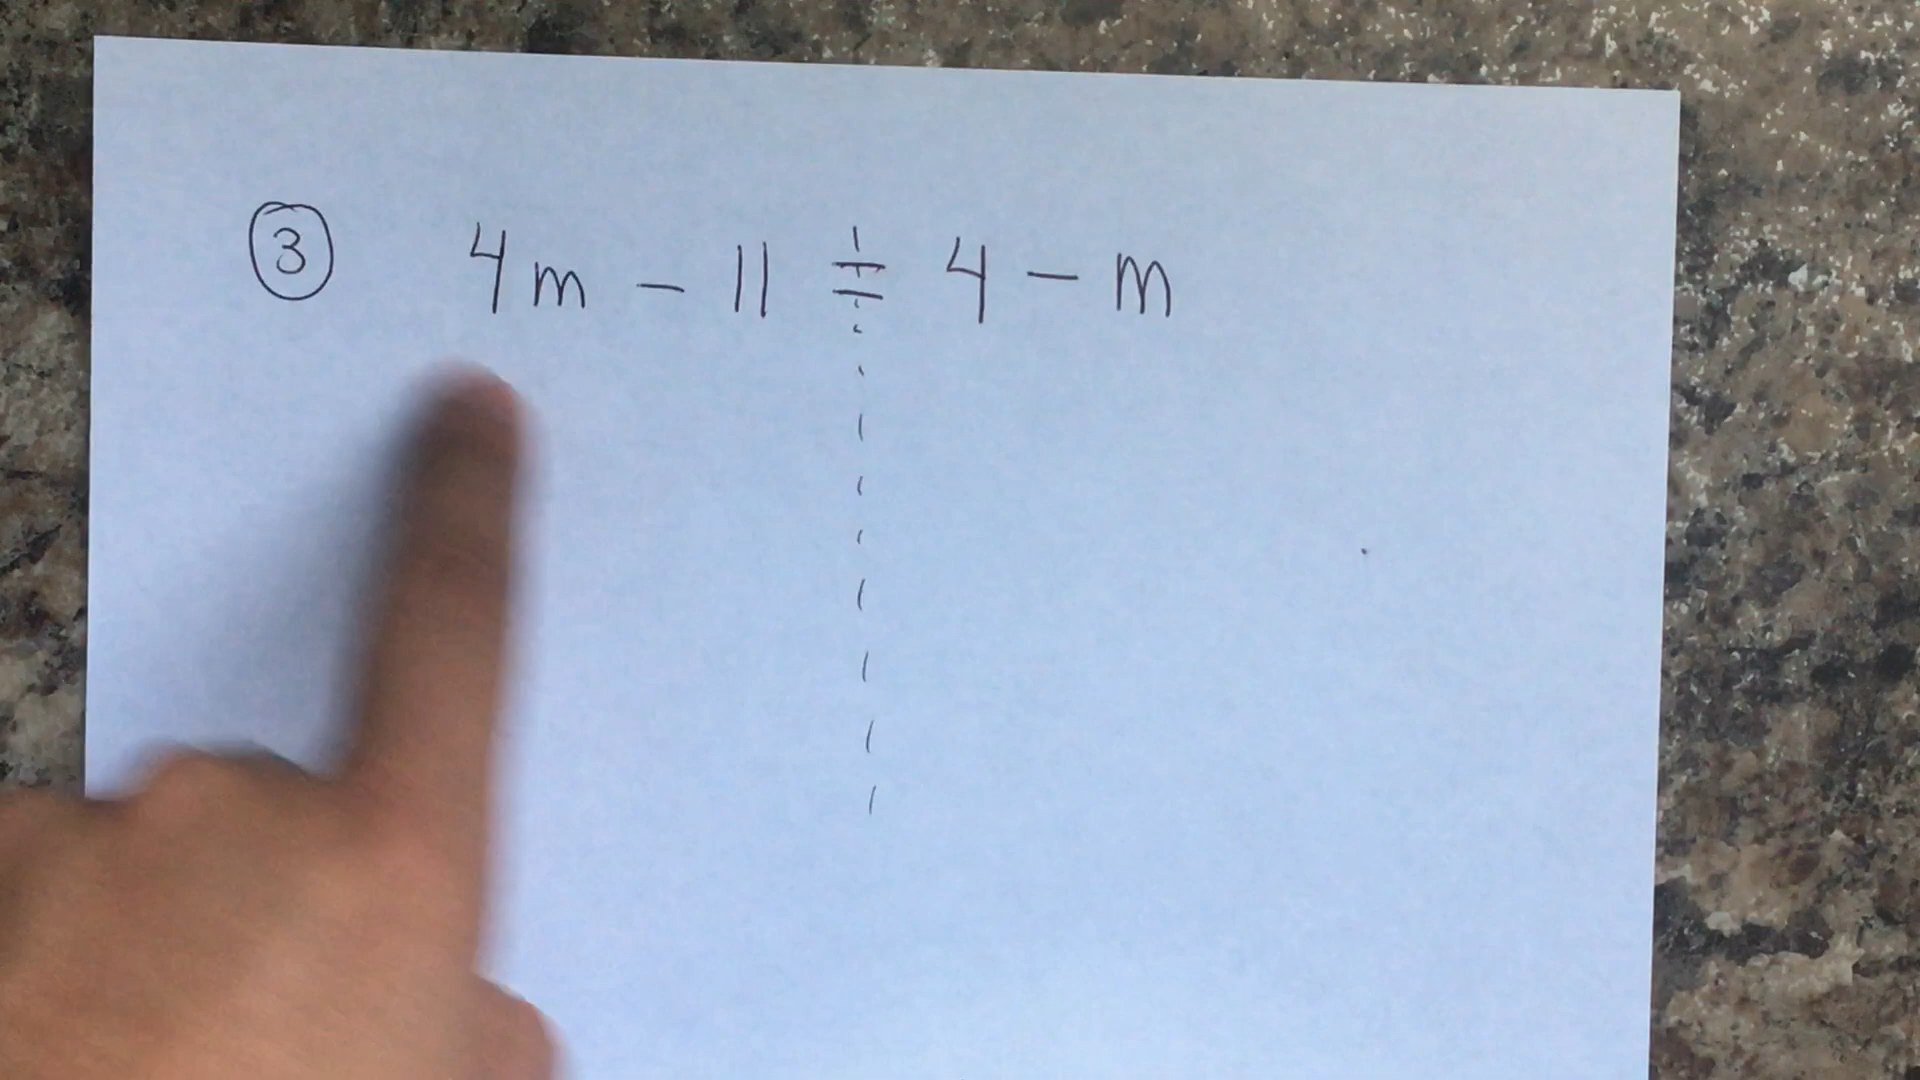 ③ 4m - 11 = 4 - m